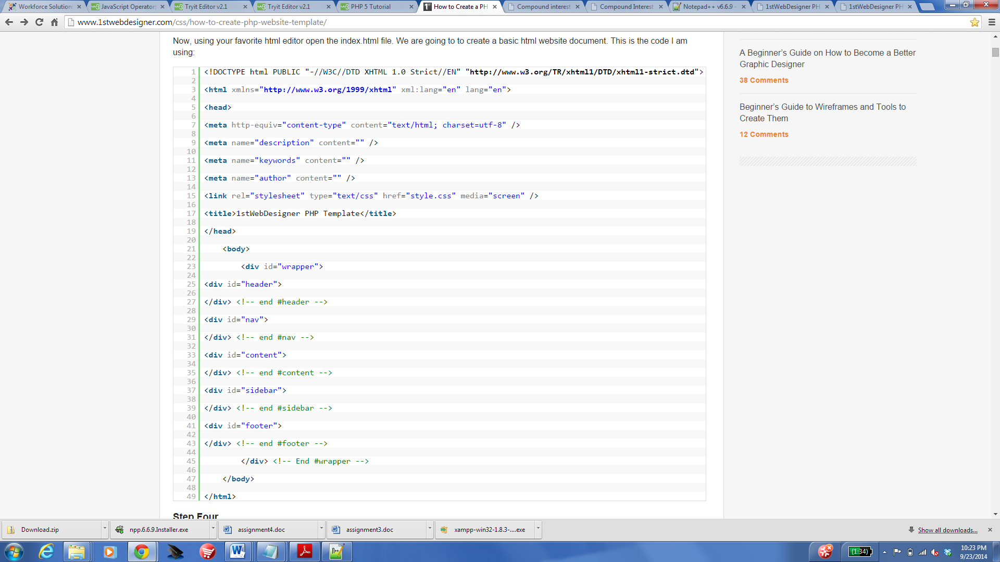 Workforce Solution
JavaScript Operator
Tryit Editor v2.1
Tryit Editor v2.1
PHP 5 Tutorial
How to Create a PH
Compound interest
Compound Interest
Notepad++ v6.6.9 -
1stWebDesigner PH
1stWebDesigner PH
www.1stwebdesigner.com/css/how-to-create-php-website-template/
Now, using your favorite html editor open the index.html file. We are going to to create a basic html website document. This is the code I am
using:
1 <!DOCTYPE html PUBLIC "-//W3C//DTD XHTML 1.0 Strict//EN" "http://www.w3.org/TR/xhtml1/DTD/xhtml1-strict.dtd">
2
3 <html xmlns="http://www.w3.org/1999/xhtml" xml:lang="en" lang="en">
4
5 <head>
6
7 <meta http-equiv="content-type" content="text/html; charset=utf-8" />
8
9 <meta name="description" content="" />
10
11 <meta name="keywords" content="" />
12
13 <meta name="author" content="" />
14
15 <link rel="stylesheet" type="text/css" href="style.css" media="screen" />
16
17 <title>1stWebDesigner PHP Template</title>
18
19 </head>
20
21 <body>
22
23 <div id="wrapper">
24
25 <div id="header">
26
27 </div> <!-- end #header -->
28
29 <div id="nav">
30
31 </div> <!-- end #nav -->
32
33 <div id="content">
34
35 </div> <!-- end #content -->
36
37 <div id="sidebar">
38
39 </div> <!-- end #sidebar -->
40
41 <div id="footer">
42
43 </div> <!-- end #footer -->
44
45 </div> <!-- End #wrapper -->
46
47 </body>
48
49 </html>
Step Four
A Beginner's Guide on How to Become a Better
Graphic Designer
38 Comments
Beginner's Guide to Wireframes and Tools to
Create Them
12 Comments
Download.zip
npp.6.6.9.Installer.exe
assignment4.doc
assignment3.doc
xampp-win32-1.8.3-....exe
Show all downloads...
(1:34)
10:23 PM
9/23/2014